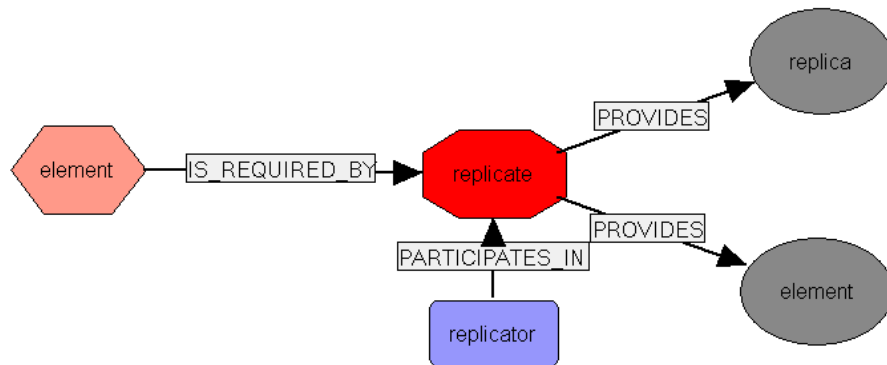 replica
PROVIDES
element
IS_REQUIRED_BY
replicate
PROVIDES
PARTICIPATES_IN
element
replicator